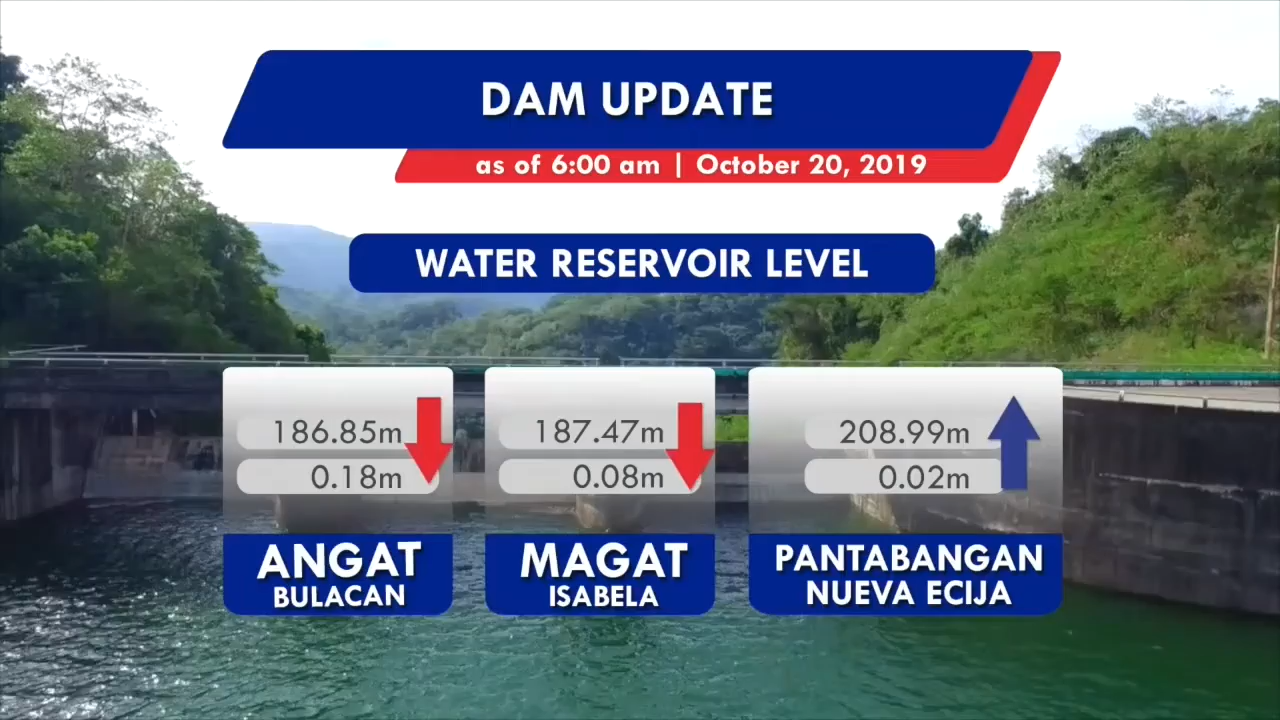 DAM UPDATE
as of 6:00 am | October 20, 2019
WATER RESERVOIR LEVEL
186.85m
0.18m
ANGAT
BULACAN
187.47m
0.08m
MAGAT
ISABELA
208.99m
0.02m
PANTABANGAN
NUEVA ECIJA